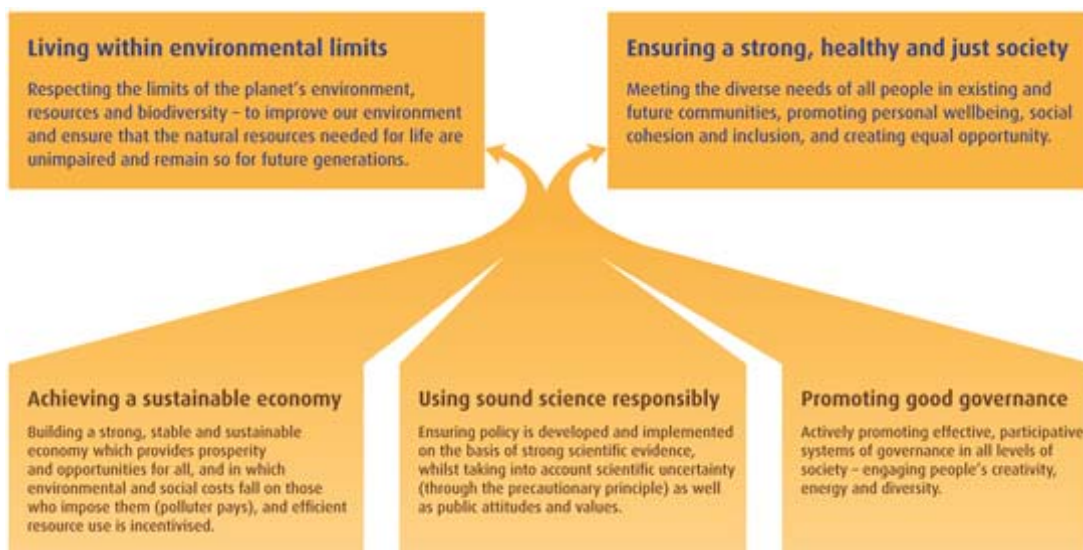 Living within environmental limits
Respecting the limits of the planet's environment,
resources and biodiversity – to improve our environment
and ensure that the natural resources needed for life are
unimpaired and remain so for future generations.
Ensuring a strong, healthy and just society
Meeting the diverse needs of all people in existing and
future communities, promoting personal wellbeing, social
cohesion and inclusion, and creating equal opportunity.
Achieving a sustainable economy
Building a strong, stable and sustainable
economy which provides prosperity
and opportunities for all, and in which
environmental and social costs fall on those
who impose them (polluter pays), and efficient
resource use is incentivised.
Using sound science responsibly
Ensuring policy is developed and implemented
on the basis of strong scientific evidence,
whilst taking into account scientific uncertainty
(through the precautionary principle) as well
as public attitudes and values.
Promoting good governance
Actively promoting effective, participative
systems of governance in all levels of
society – engaging people's creativity,
energy and diversity.